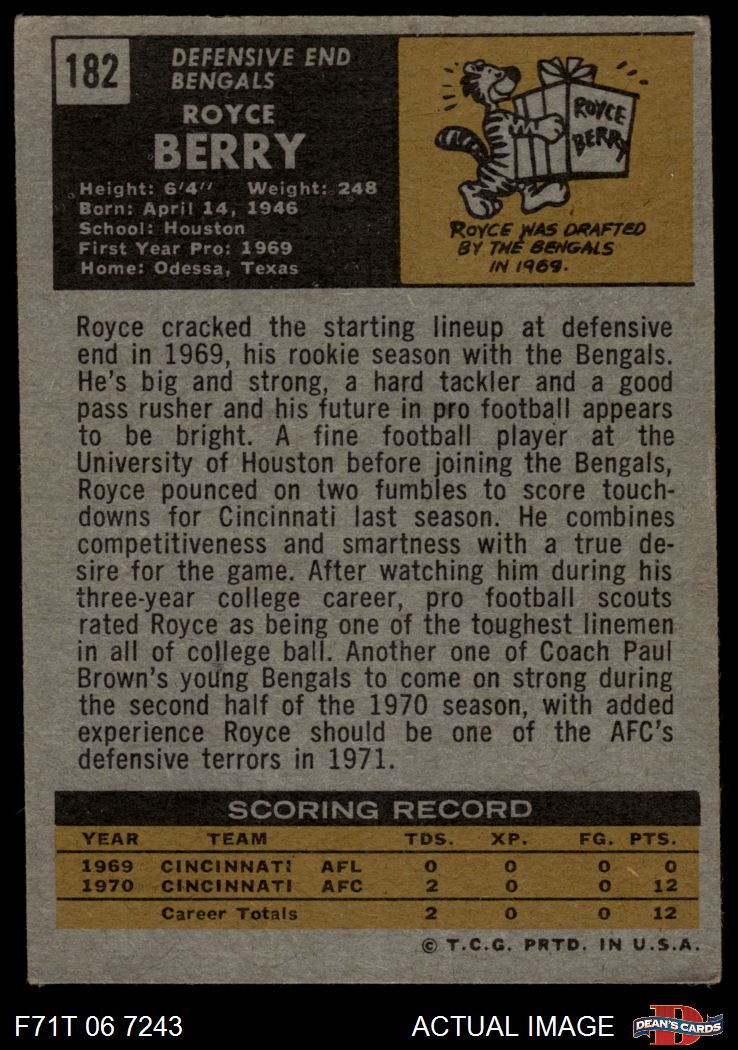 182
DEFENSIVE END
BENGALS
ROYCE
BERRY
Height: 6'4" Weight: 248
Born: April 14, 1946
School: Houston
First Year Pro: 1969
Home: Odessa, Texas
ROYCE
BERRY
ROYCE WAS DRAFTED
BY THE BENGALS
IN 1969.
Royce cracked the starting lineup at defensive
end in 1969, his rookie season with the Bengals.
He's big and strong, a hard tackler and a good
pass rusher and his future in pro football appears
to be bright. A fine football player at the
University of Houston before joining the Bengals,
Royce pounced on two fumbles to score touch-
downs for Cincinnati last season. He combines
competitiveness and smartness with a true de-
sire for the game. After watching him during his
three-year college career, pro football scouts
rated Royce as being one of the toughest linemen
in all of college ball. Another one of Coach Paul
Brown's young Bengals to come on strong during
the second half of the 1970 season, with added
experience Royce should be one of the AFC's
defensive terrors in 1971.
SCORING RECORD
YEAR TEAM TDS. XP. FG. PTS.
1969 CINCINNATI AFL 0 0 0 0
1970 CINCINNATI AFC 2 0 0 12
Career Totals 2 0 0 12
© T.C.G. PRTD. IN U.S.A.
F71T 06 7243 ACTUAL IMAGE
D
DEAN'S CARDS